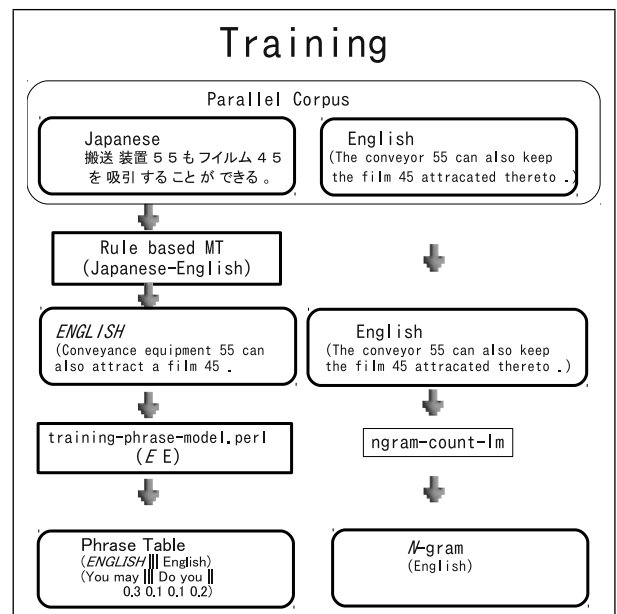 Training
Parallel Corpus
Japanese
搬送 装置 ５５ も フイルム ４５
を 吸引 する こと が できる 。
English
(The conveyor 55 can also keep
the film 45 attracated thereto .)
Rule based MT
(Japanese-English)
ENGLISH
(Conveyance equipment 55 can
also attract a film 45 .
English
(The conveyor 55 can also keep
the film 45 attracated thereto .)
training-phrase-model.perl
(E E)
ngram-count-lm
Phrase Table
(ENGLISH ||| English)
(You may ||| Do you ||
0.3 0.1 0.1 0.2)
N-gram
(English)